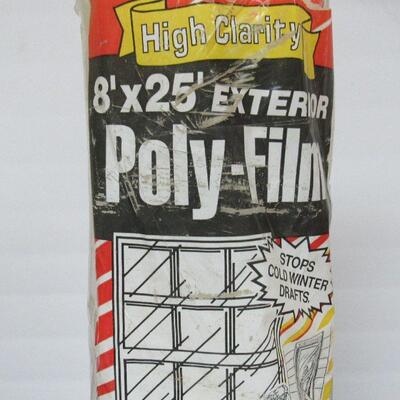 High Clarity
8'x25' EXTERIOR
Poly-Film
STOPS
COLD WINTER
DRAFTS.